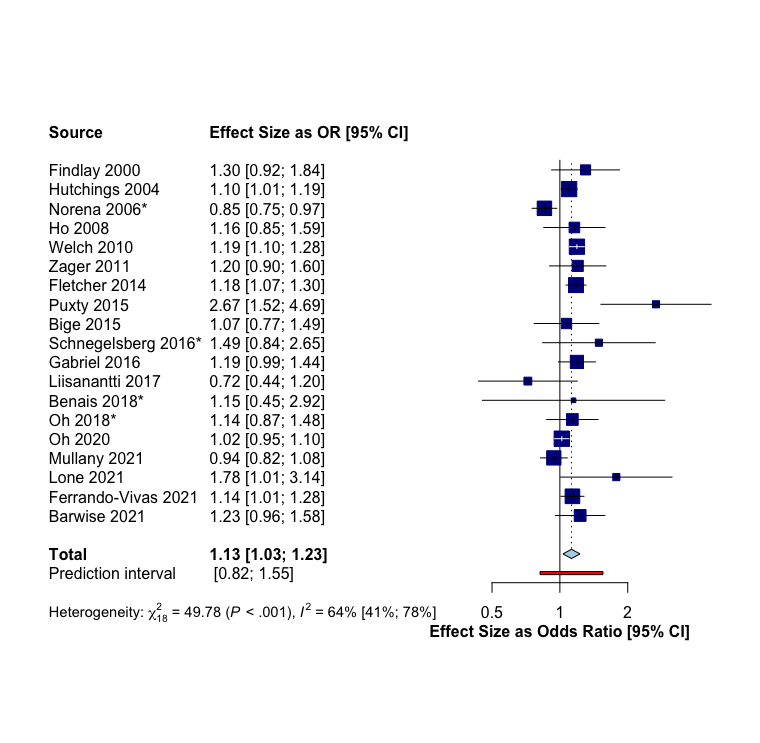 Source Effect Size as OR [95% CI]
Findlay 2000 1.30 [0.92; 1.84]
Hutchings 2004 1.10 [1.01; 1.19]
Norena 2006* 0.85 [0.75; 0.97]
Ho 2008 1.16 [0.85; 1.59]
Welch 2010 1.19 [1.10; 1.28]
Zager 2011 1.20 [0.90; 1.60]
Fletcher 2014 1.18 [1.07; 1.30]
Puxty 2015 2.67 [1.52; 4.69]
Bige 2015 1.07 [0.77; 1.49]
Schnegelsberg 2016* 1.49 [0.84; 2.65]
Gabriel 2016 1.19 [0.99; 1.44]
Liisanantti 2017 0.72 [0.44; 1.20]
Benais 2018* 1.15 [0.45; 2.92]
Oh 2018* 1.14 [0.87; 1.48]
Oh 2020 1.02 [0.95; 1.10]
Mullany 2021 0.94 [0.82; 1.08]
Lone 2021 1.78 [1.01; 3.14]
Ferrando-Vivas 2021 1.14 [1.01; 1.28]
Barwise 2021 1.23 [0.96; 1.58]
Total 1.13 [1.03; 1.23]
Prediction interval [0.82; 1.55]
Heterogeneity: χ²₁₈ = 49.78 (P < .001), I² = 64% [41%; 78%]
0.5 1 2
Effect Size as Odds Ratio [95% CI]